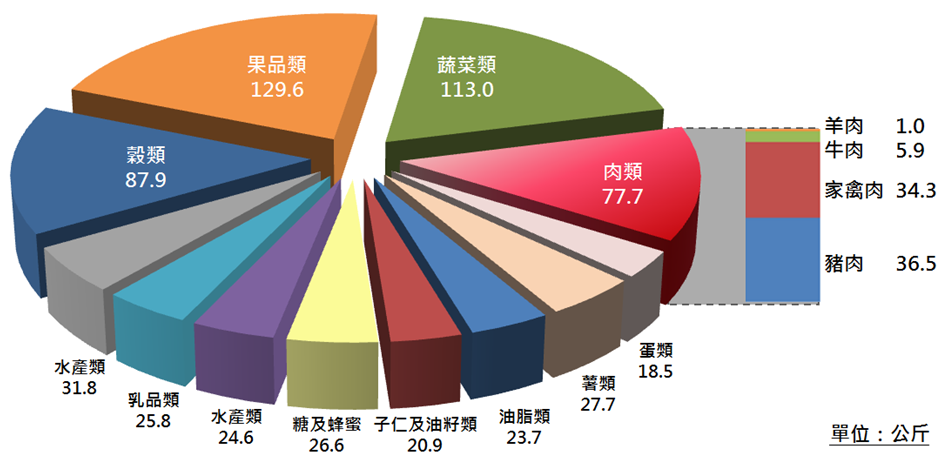 果品類
129.6
蔬菜類
113.0
穀類
87.9
肉類
77.7
羊肉 1.0
牛肉 5.9
家禽肉 34.3
豬肉 36.5
水產類
31.8
乳品類
25.8
水產類
24.6
糖及蜂蜜
26.6
子仁及油籽類
20.9
油脂類
23.7
薯類
27.7
蛋類
18.5
單位：公斤